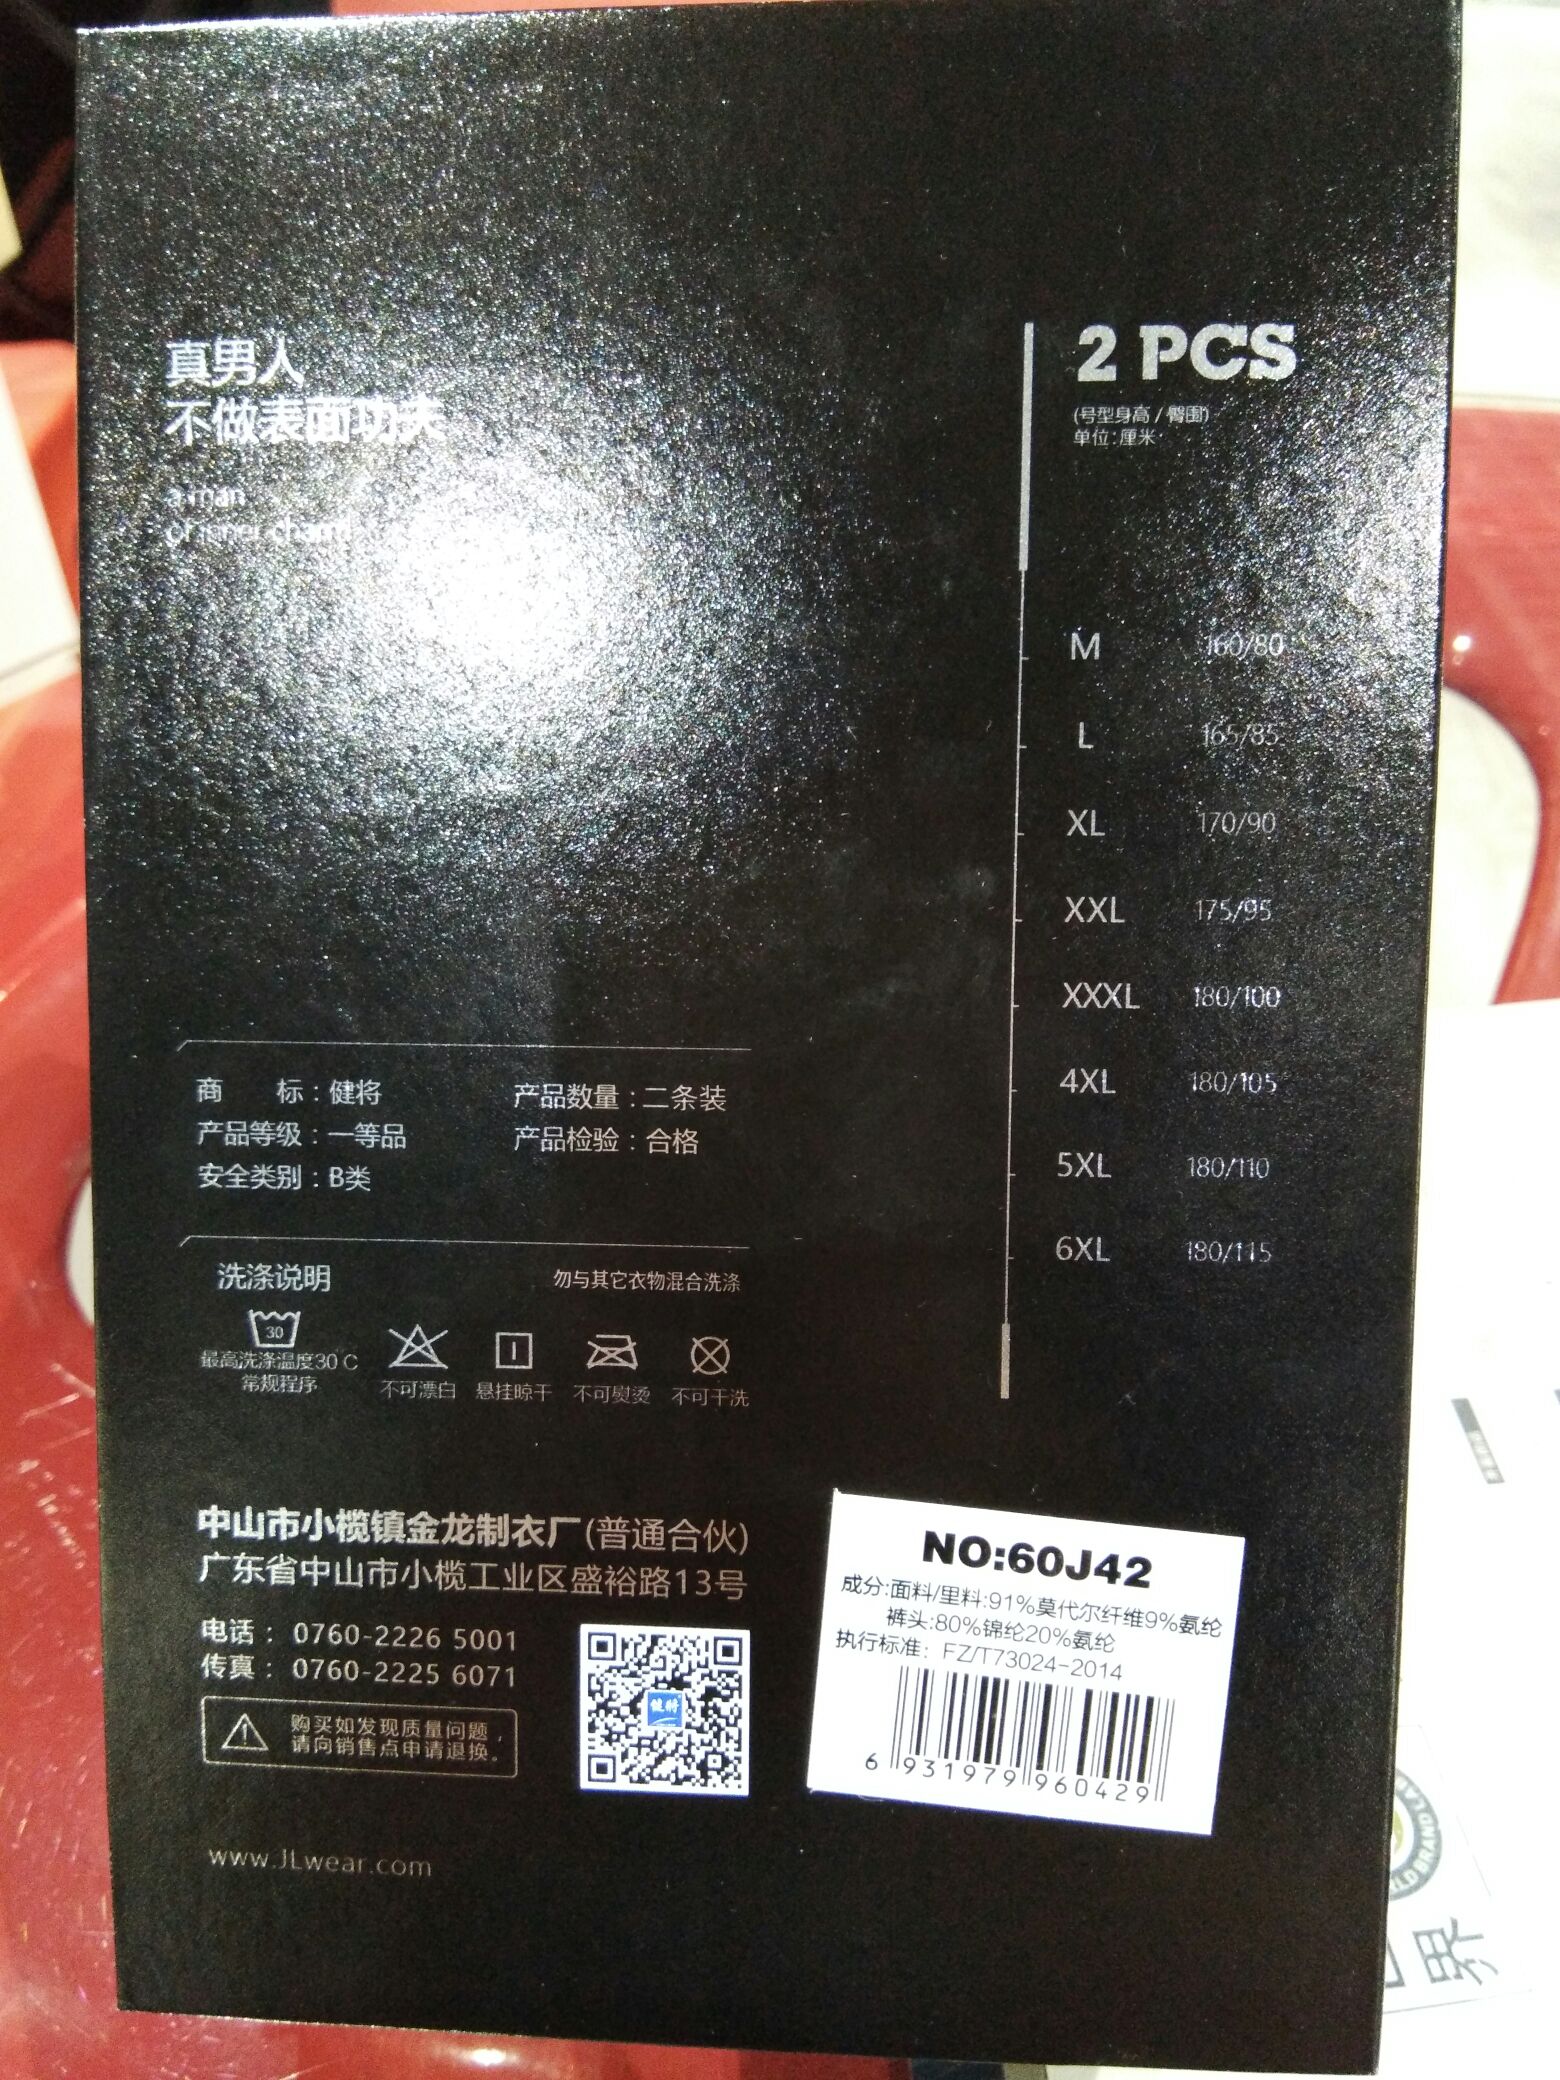 真男人
不做表面功夫
a man
of inner charm
2 PCS
(号型身高 / 臀围)
单位:厘米
M 160/80
L 165/85
XL 170/90
XXL 175/95
XXXL 180/100
4XL 180/105
5XL 180/110
6XL 180/115
商 标：健将 产品数量：二条装
产品等级：一等品 产品检验：合格
安全类别：B类
洗涤说明 勿与其它衣物混合洗涤
30
最高洗涤温度30 C
常规程序
不可漂白 悬挂晾干 不可熨烫 不可干洗
中山市小榄镇金龙制衣厂(普通合伙)
广东省中山市小榄工业区盛裕路13号
电话：0760-2226 5001
传真：0760-2225 6071
购买如发现质量问题，
请向销售点申请退换。
健将
www.JLwear.com
NO:60J42
成分:面料/里料:91%莫代尔纤维9%氨纶
裤头:80%锦纶20%氨纶
执行标准：FZ/T73024-2014
6 931979 960429
界